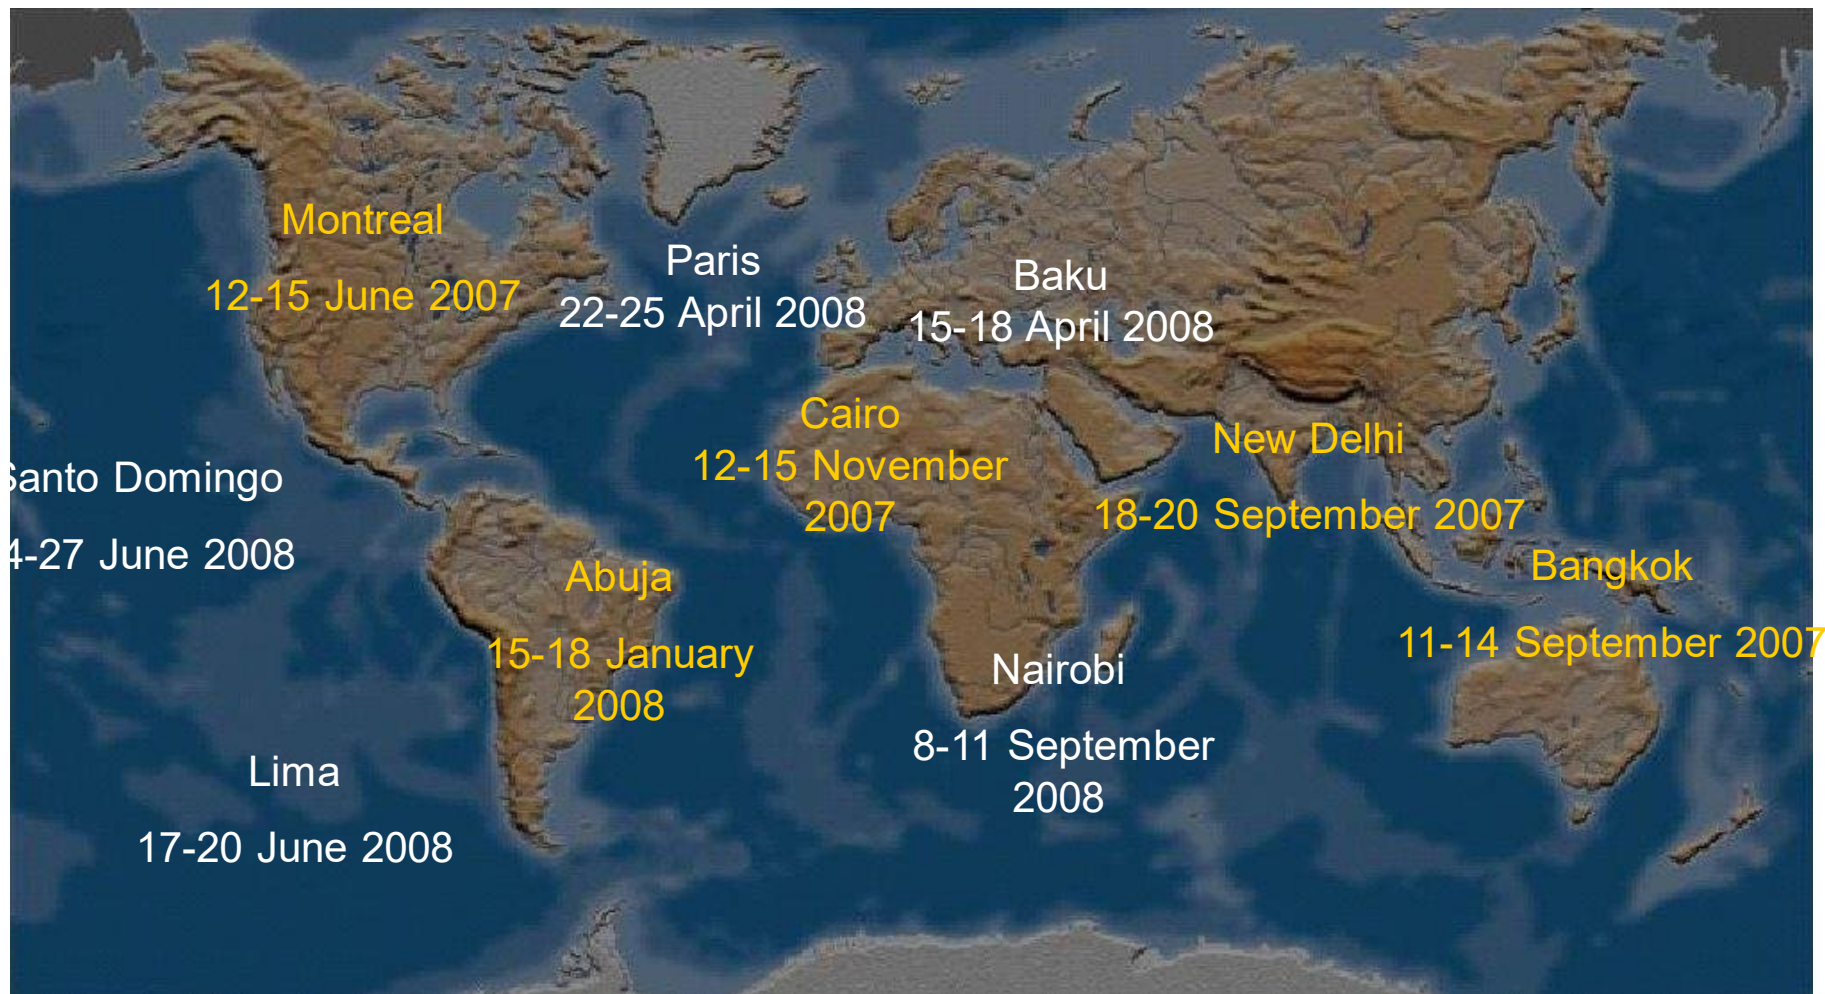 Montreal
12-15 June 2007
Paris
22-25 April 2008
Baku
15-18 April 2008
Cairo
12-15 November
2007
New Delhi
18-20 September 2007
Santo Domingo
4-27 June 2008
Abuja
15-18 January
2008
Bangkok
11-14 September 2007
Nairobi
8-11 September
2008
Lima
17-20 June 2008